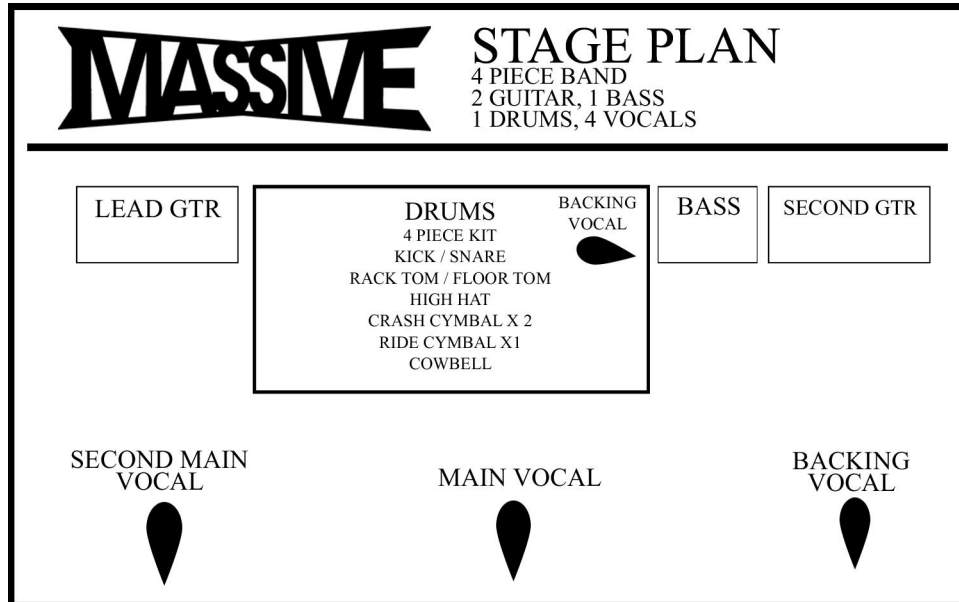 MASSIVE
STAGE PLAN
4 PIECE BAND
2 GUITAR, 1 BASS
1 DRUMS, 4 VOCALS
LEAD GTR
DRUMS
4 PIECE KIT
KICK / SNARE
RACK TOM / FLOOR TOM
HIGH HAT
CRASH CYMBAL X 2
RIDE CYMBAL X1
COWBELL
BACKING
VOCAL
BASS
SECOND GTR
SECOND MAIN
VOCAL
MAIN VOCAL
BACKING
VOCAL